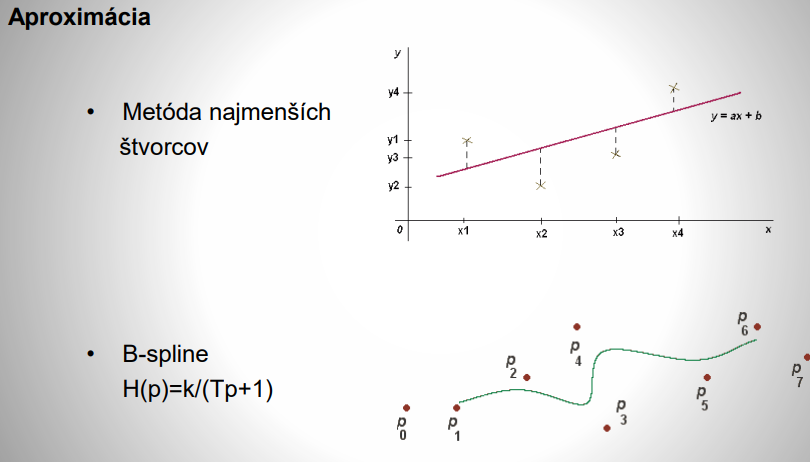 Aproximácia
• Metóda najmenších
štvorcov
y
y4
y = ax + b
y1
y3
y2
0
x1
x2
x3
x4
x
• B-spline
H(p)=k/(Tp+1)
p
0
p
1
p
2
p
3
p
4
p
5
p
6
p
7